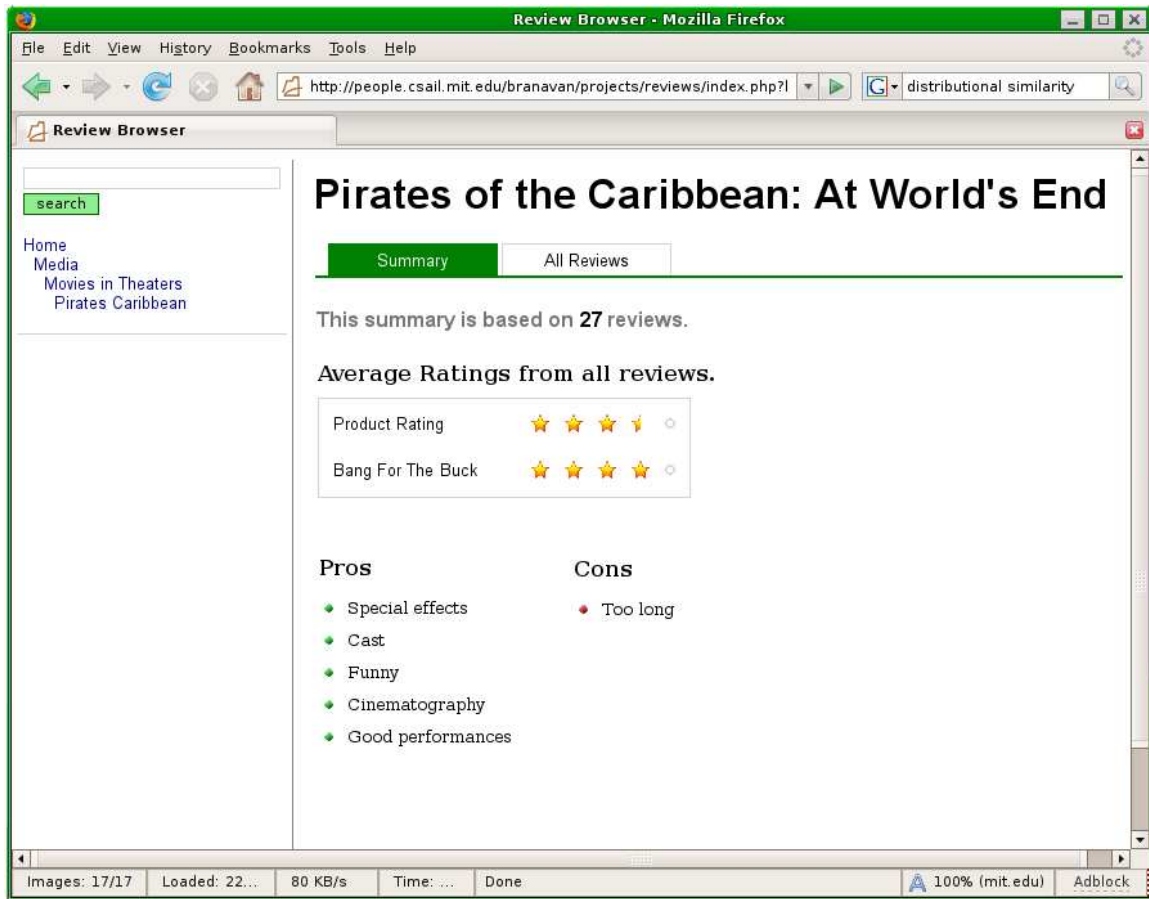 Review Browser - Mozilla Firefox
File Edit View History Bookmarks Tools Help
http://people.csail.mit.edu/branavan/projects/reviews/index.php?l
G
distributional similarity
Review Browser
search
Home
Media
Movies in Theaters
Pirates Caribbean
Pirates of the Caribbean: At World's End
Summary All Reviews
This summary is based on 27 reviews.
Average Ratings from all reviews.
Product Rating
Bang For The Buck
Pros
Special effects
Cast
Funny
Cinematography
Good performances
Cons
Too long
Images: 17/17 Loaded: 22... 80 KB/s Time: ... Done 100% (mit.edu) Adblock